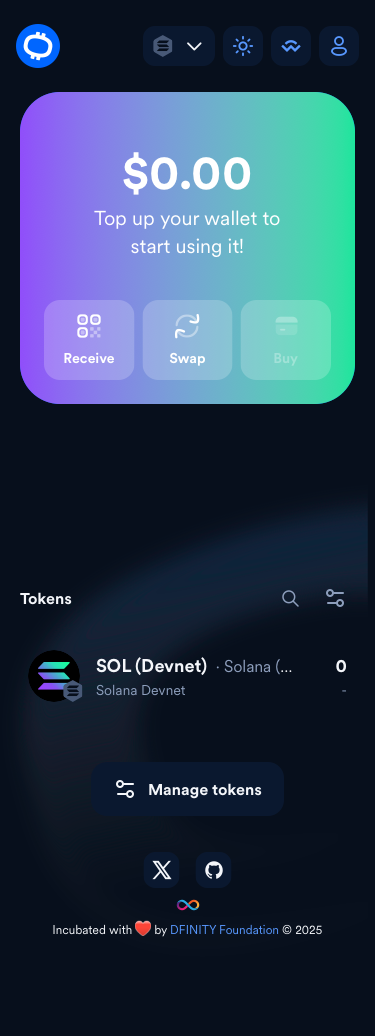 $0.00
Top up your wallet to
start using it!
Receive
Swap
Buy
Tokens
SOL (Devnet) · Solana (... 0
Solana Devnet -
Manage tokens
Incubated with ❤️ by DFINITY Foundation © 2025